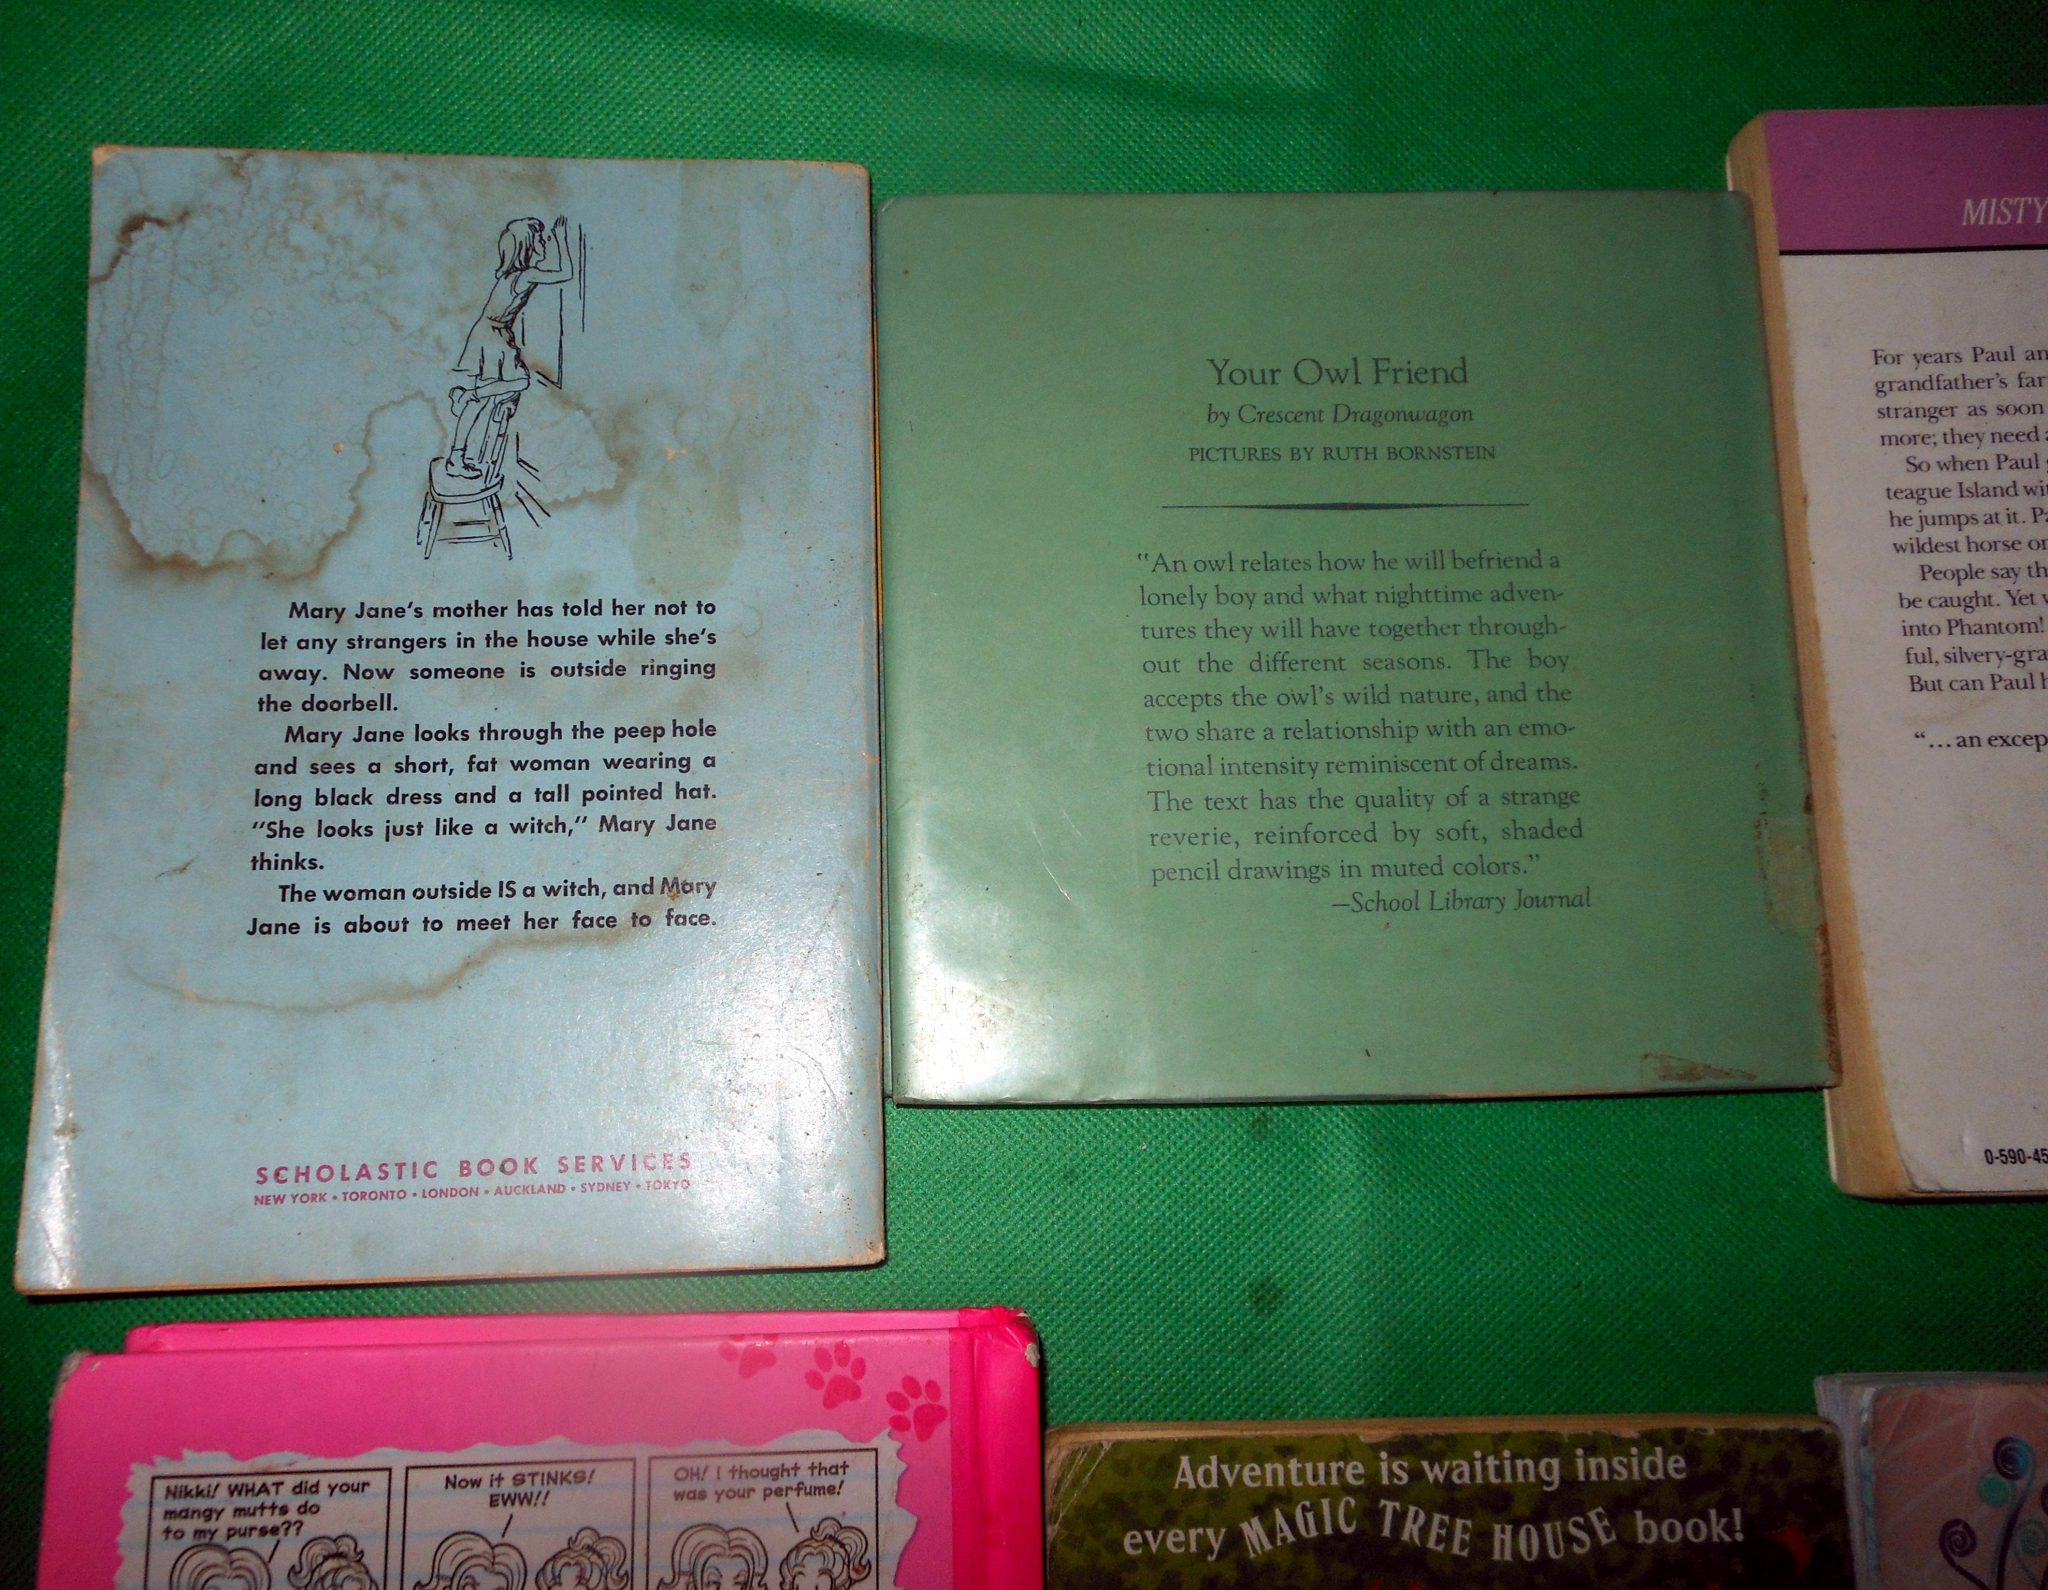 Mary Jane's mother has told her not to
let any strangers in the house while she's
away. Now someone is outside ringing
the doorbell.
Mary Jane looks through the peep hole
and sees a short, fat woman wearing a
long black dress and a tall pointed hat.
"She looks just like a witch," Mary Jane
thinks.
The woman outside IS a witch, and Mary
Jane is about to meet her face to face.
SCHOLASTIC BOOK SERVICES
NEW YORK • TORONTO • LONDON • AUCKLAND • SYDNEY • TOKYO
Your Owl Friend
by Crescent Dragonwagon
PICTURES BY RUTH BORNSTEIN
"An owl relates how he will befriend a
lonely boy and what nighttime adven-
tures they will have together through-
out the different seasons. The boy
accepts the owl's wild nature, and the
two share a relationship with an emo-
tional intensity reminiscent of dreams.
The text has the quality of a strange
reverie, reinforced by soft, shaded
pencil drawings in muted colors."
—School Library Journal
MISTY
For years Paul an
grandfather's far
stranger as soon
more; they need
So when Paul
teague Island wi
he jumps at it.
wildest horse o
People say th
be caught. Yet
into Phantom!
ful, silvery-gra
But can Paul
"...an excep
0-590-45
Nikki! WHAT did your
mangy mutts do
to my purse??
Now it STINKS!
EWW!!
OH! I thought that
was your perfume!
Adventure is waiting inside
every MAGIC TREE HOUSE book!